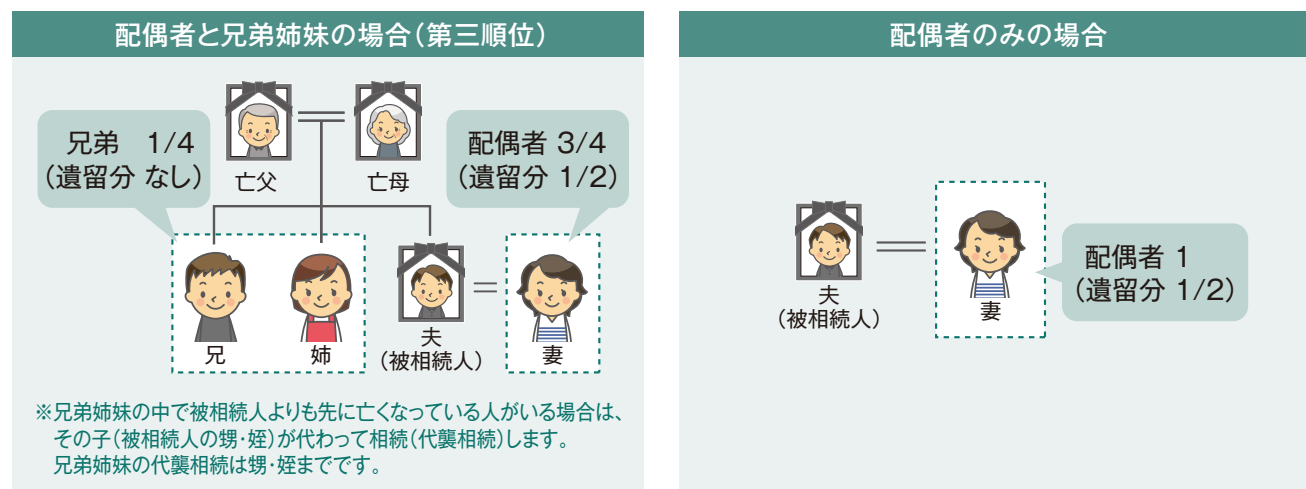 配偶者と兄弟姉妹の場合(第三順位)
兄弟 1/4
(遺留分 なし)
亡父
亡母
配偶者 3/4
(遺留分 1/2)
兄
姉
夫
(被相続人)
妻
※兄弟姉妹の中で被相続人よりも先に亡くなっている人がいる場合は、
その子(被相続人の甥・姪)が代わって相続(代襲相続)します。
兄弟姉妹の代襲相続は甥・姪までです。
配偶者のみの場合
夫
(被相続人)
妻
配偶者 1
(遺留分 1/2)